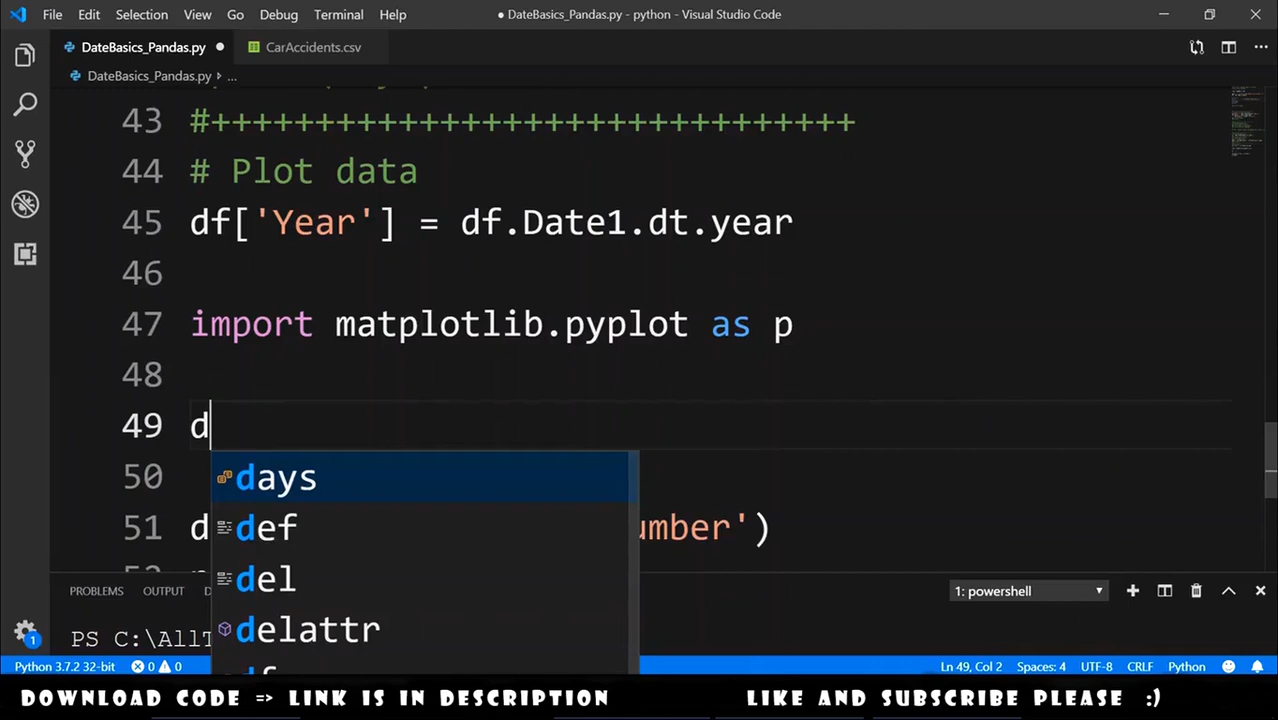 File Edit Selection View Go Debug Terminal Help ● DateBasics_Pandas.py - python - Visual Studio Code
DateBasics_Pandas.py ● CarAccidents.csv
DateBasics_Pandas.py › ...
43 #+++++++++++++++++++++++++++++++
44 # Plot data
45 df['Year'] = df.Date1.dt.year
46
47 import matplotlib.pyplot as p
48
49 d
50 days
51 d def umber')
del
delattr
PROBLEMS OUTPUT D 1: powershell
PS C:\AllT
1 Python 3.7.2 32-bit 0 0 Ln 49, Col 2 Spaces: 4 UTF-8 CRLF Python
DOWNLOAD CODE => LINK IS IN DESCRIPTION LIKE AND SUBSCRIBE PLEASE :)